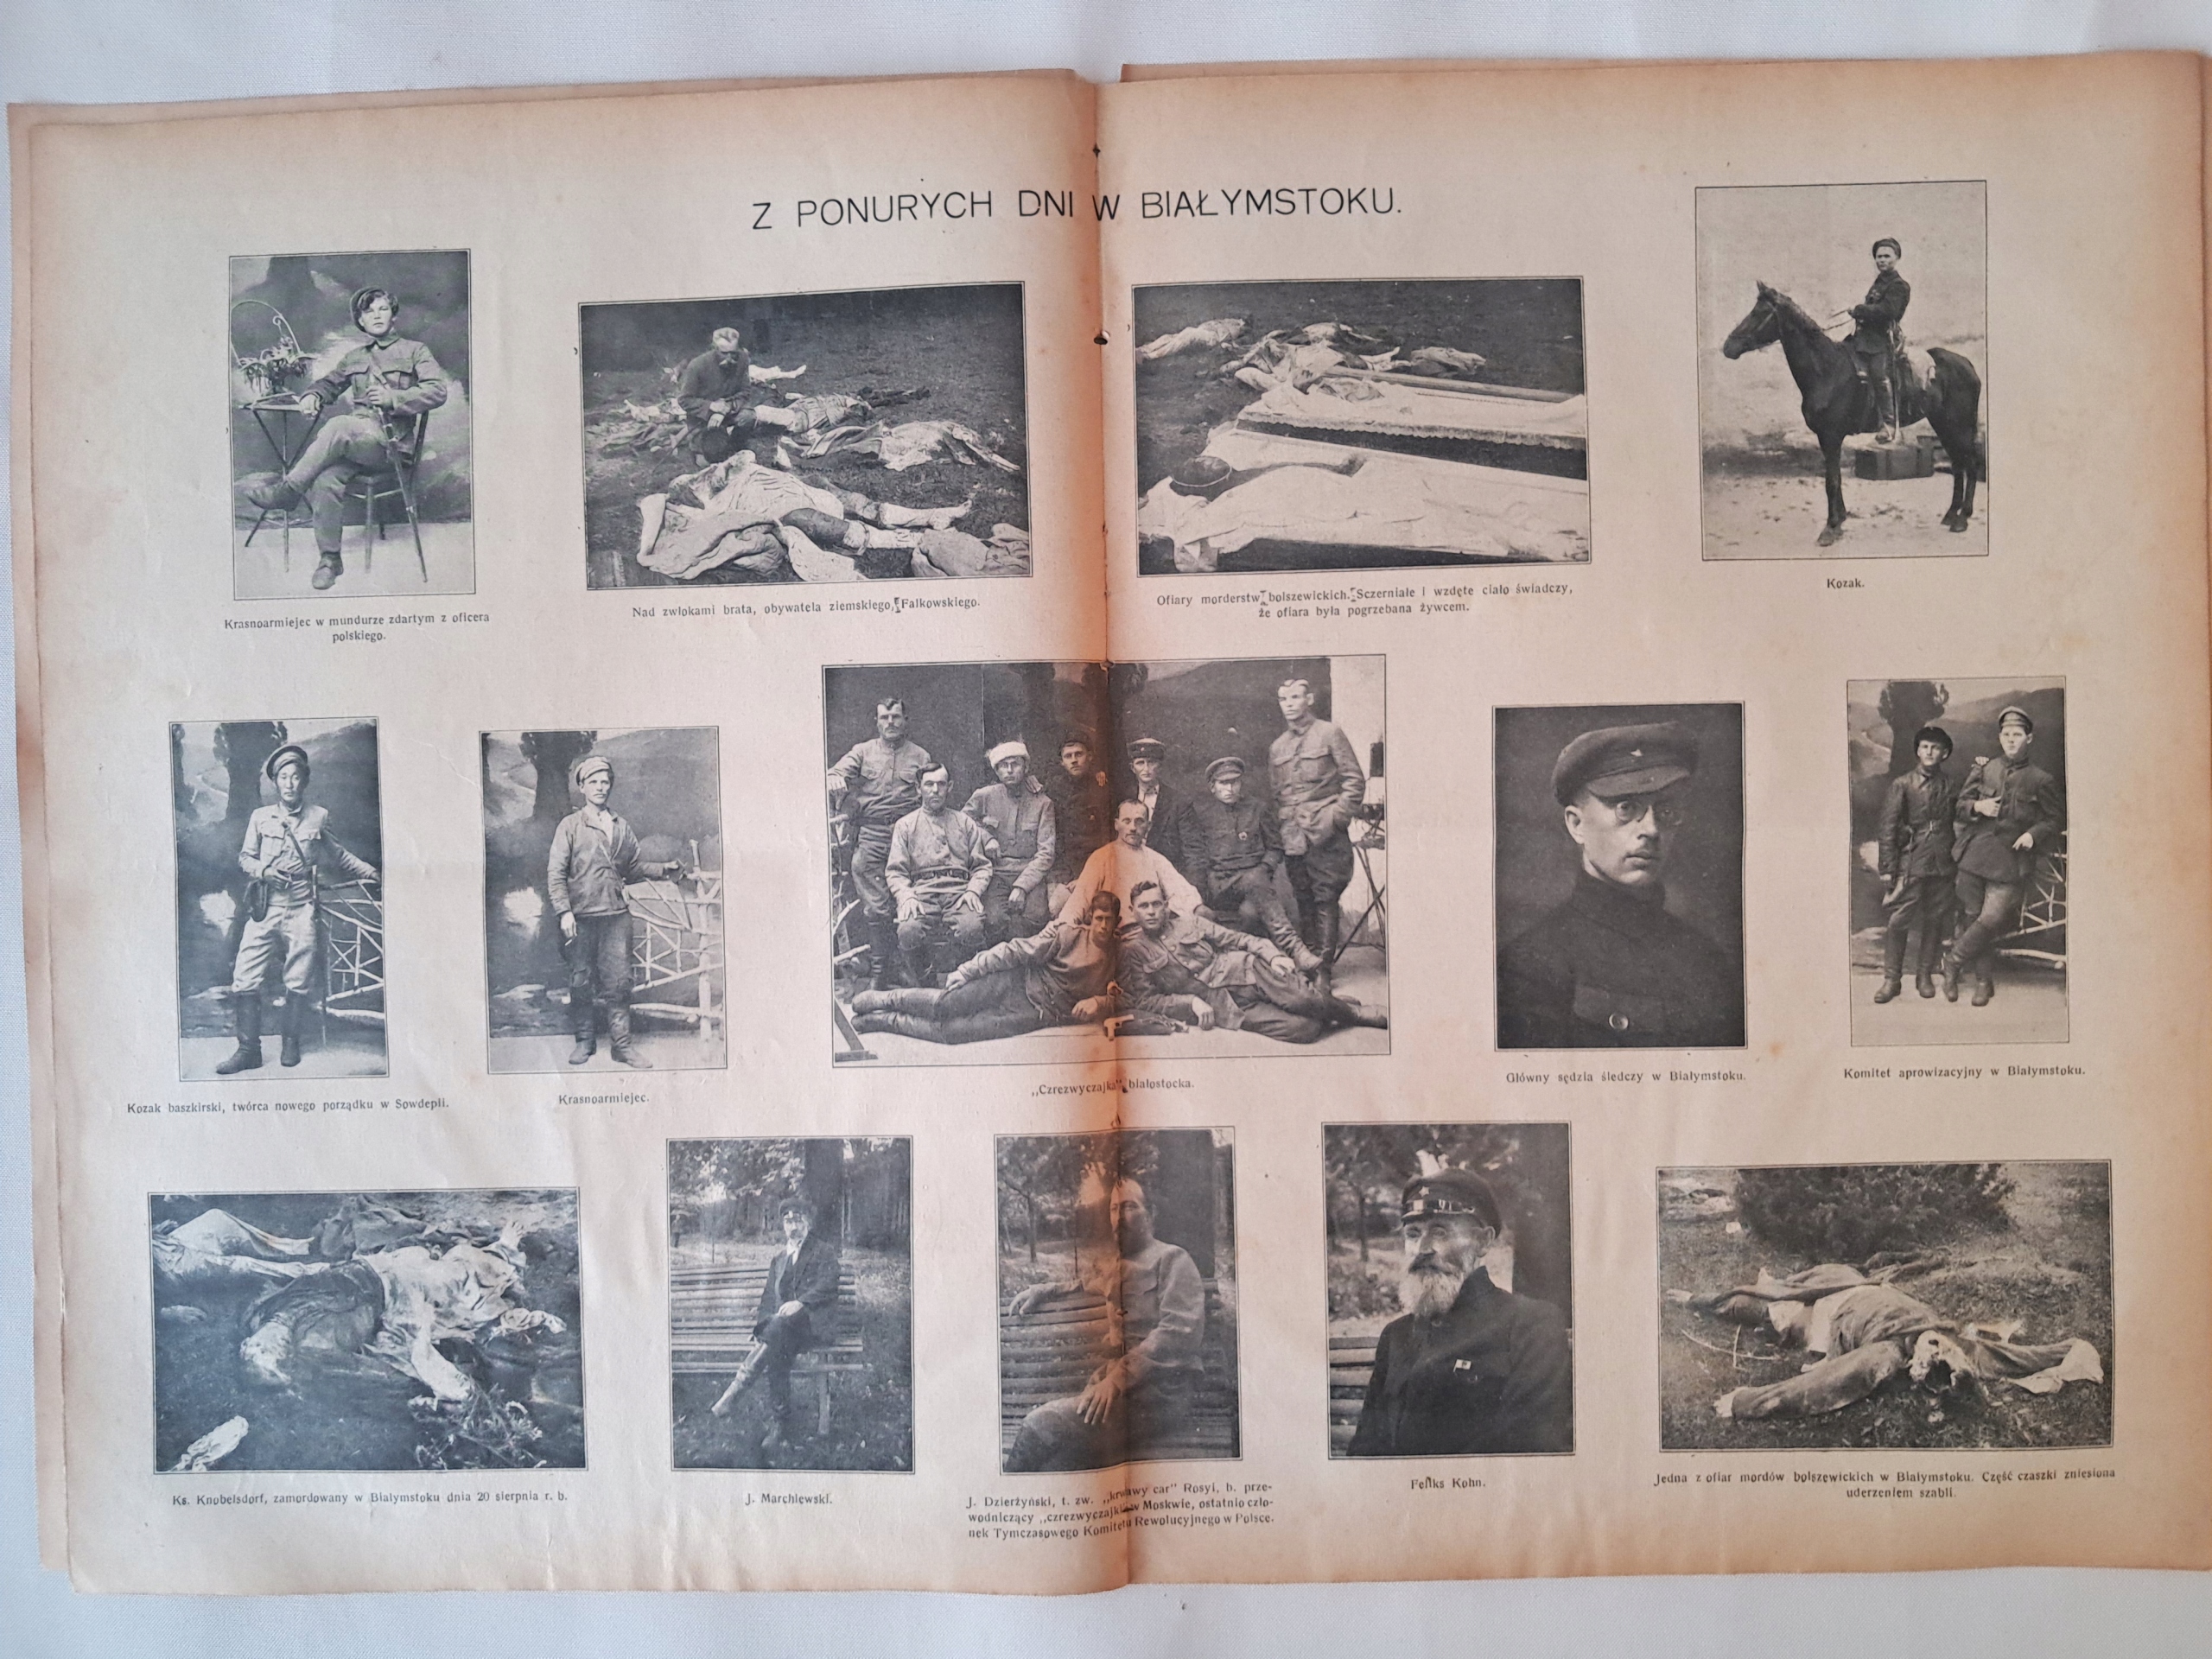 Z PONURYCH DNI W BIAŁYMSTOKU.
Krasnoarmiejec w mundurze zdartym z oficera
polskiego.
Nad zwłokami brata, obywatela ziemskiego, Falkowskiego.
Ofiary morderstw bolszewickich. Sczerniałe i wzdęte ciało świadczy,
że ofiara była pogrzebana żywcem.
Kozak.
Kozak baszkirski, twórca nowego porządku w Sowdepii.
Krasnoarmiejec.
„Czrezwyczajka" białostocka.
Główny sędzia śledczy w Białymstoku.
Komitet aprowizacyjny w Białymstoku.
Ks. Knobelsdorf, zamordowany w Białymstoku dnia 20 sierpnia r. b.
J. Marchlewski.
J. Dzierżyński, t. zw. „krwawy car" Rosyi, b. prze-
wodniczący „czrezwyczajki" w Moskwie, ostatnio czło-
nek Tymczasowego Komitetu Rewolucyjnego w Polsce.
Feliks Kohn.
Jedna z ofiar mordów bolszewickich w Białymstoku. Część czaszki zniesiona
uderzeniem szabli.